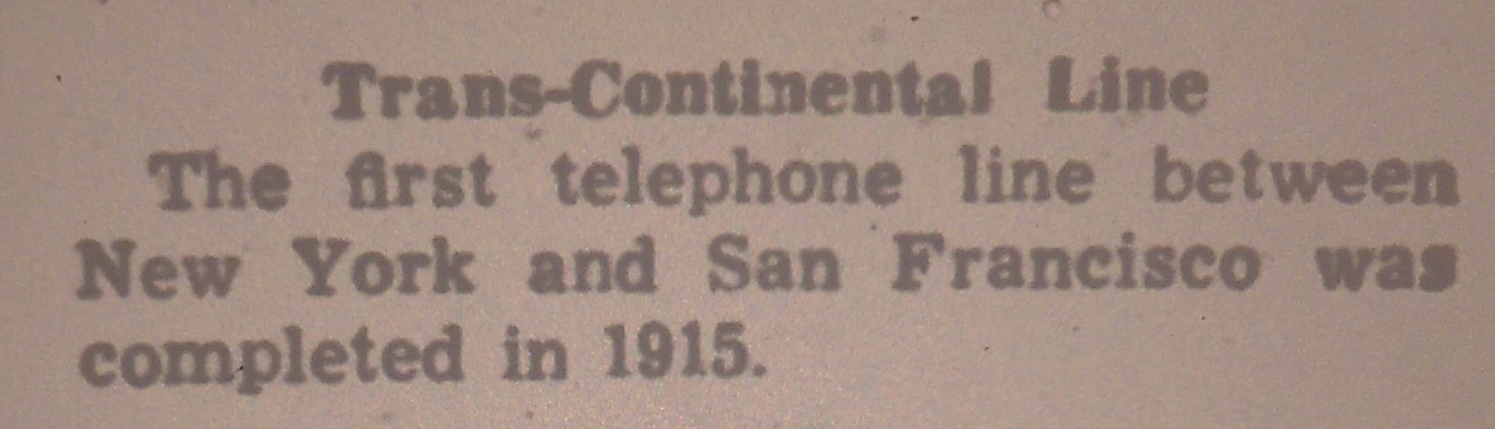 Trans-Continental Line
The first telephone line between
New York and San Francisco was
completed in 1915.